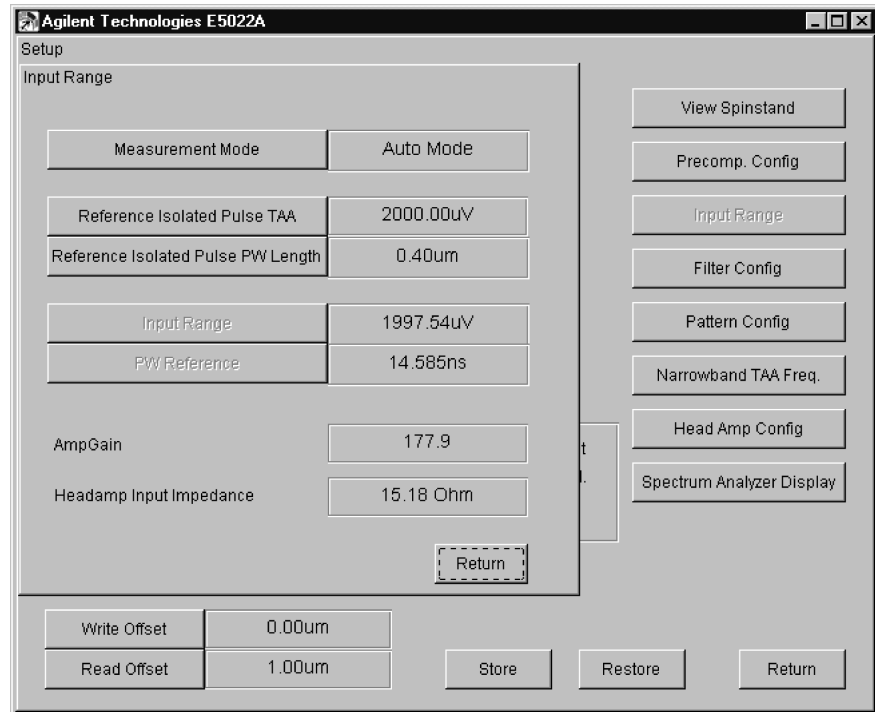 Agilent Technologies E5022A
Setup
Input Range
Measurement Mode Auto Mode
Reference Isolated Pulse TAA 2000.00uV
Reference Isolated Pulse PW Length 0.40um
Input Range 1997.54uV
PW Reference 14.585ns
AmpGain 177.9
Headamp Input Impedance 15.18 Ohm
Return
t
l.
View Spinstand
Precomp. Config
Input Range
Filter Config
Pattern Config
Narrowband TAA Freq.
Head Amp Config
Spectrum Analyzer Display
Write Offset 0.00um
Read Offset 1.00um
Store Restore Return